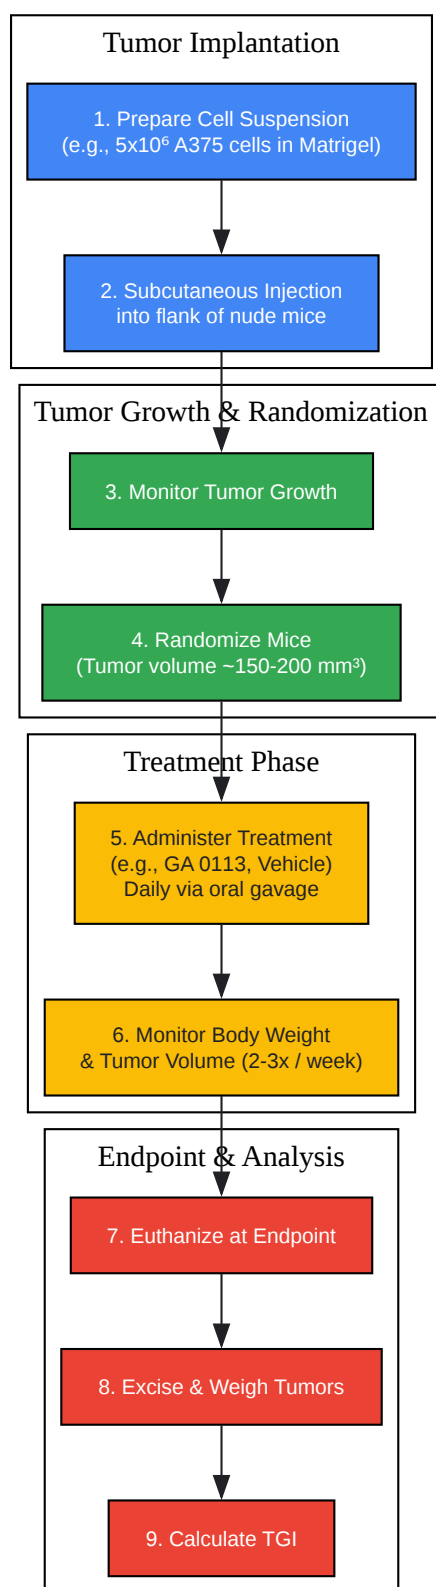 Tumor Implantation
1. Prepare Cell Suspension
(e.g., 5x10⁶ A375 cells in Matrigel)
2. Subcutaneous Injection
into flank of nude mice
Tumor Growth & Randomization
3. Monitor Tumor Growth
4. Randomize Mice
(Tumor volume ~150-200 mm³)
Treatment Phase
5. Administer Treatment
(e.g., GA 0113, Vehicle)
Daily via oral gavage
6. Monitor Body Weight
& Tumor Volume (2-3x / week)
Endpoint & Analysis
7. Euthanize at Endpoint
8. Excise & Weigh Tumors
9. Calculate TGI